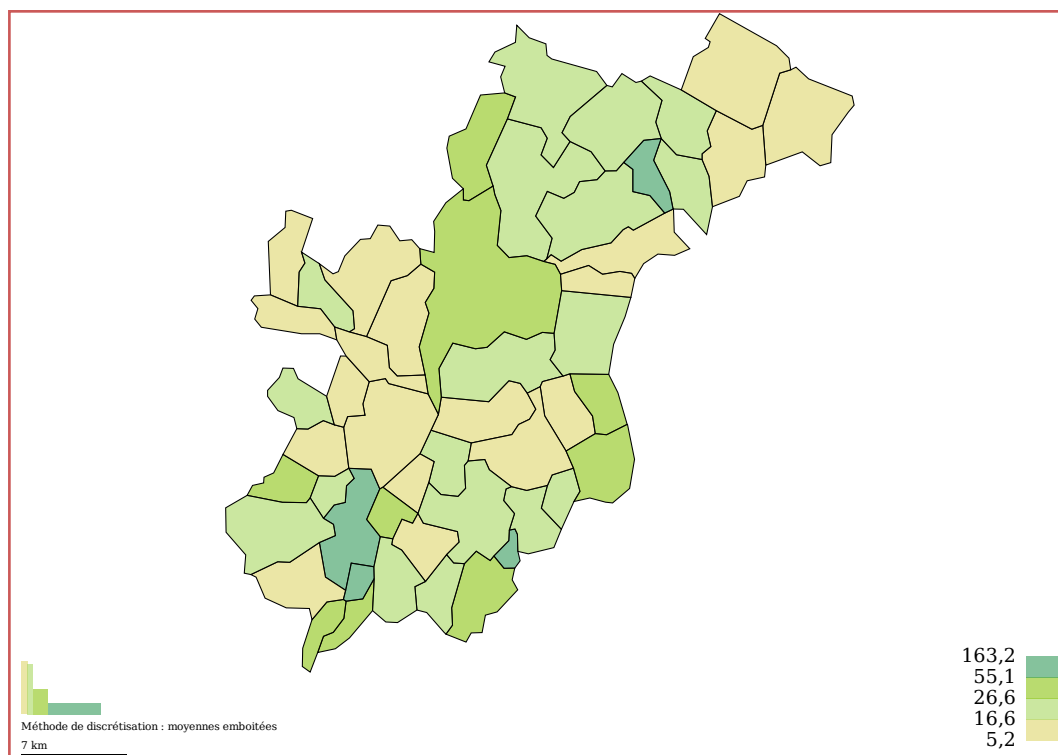 163,2
55,1
26,6
16,6
5,2
Méthode de discrétisation : moyennes emboitées
7 km